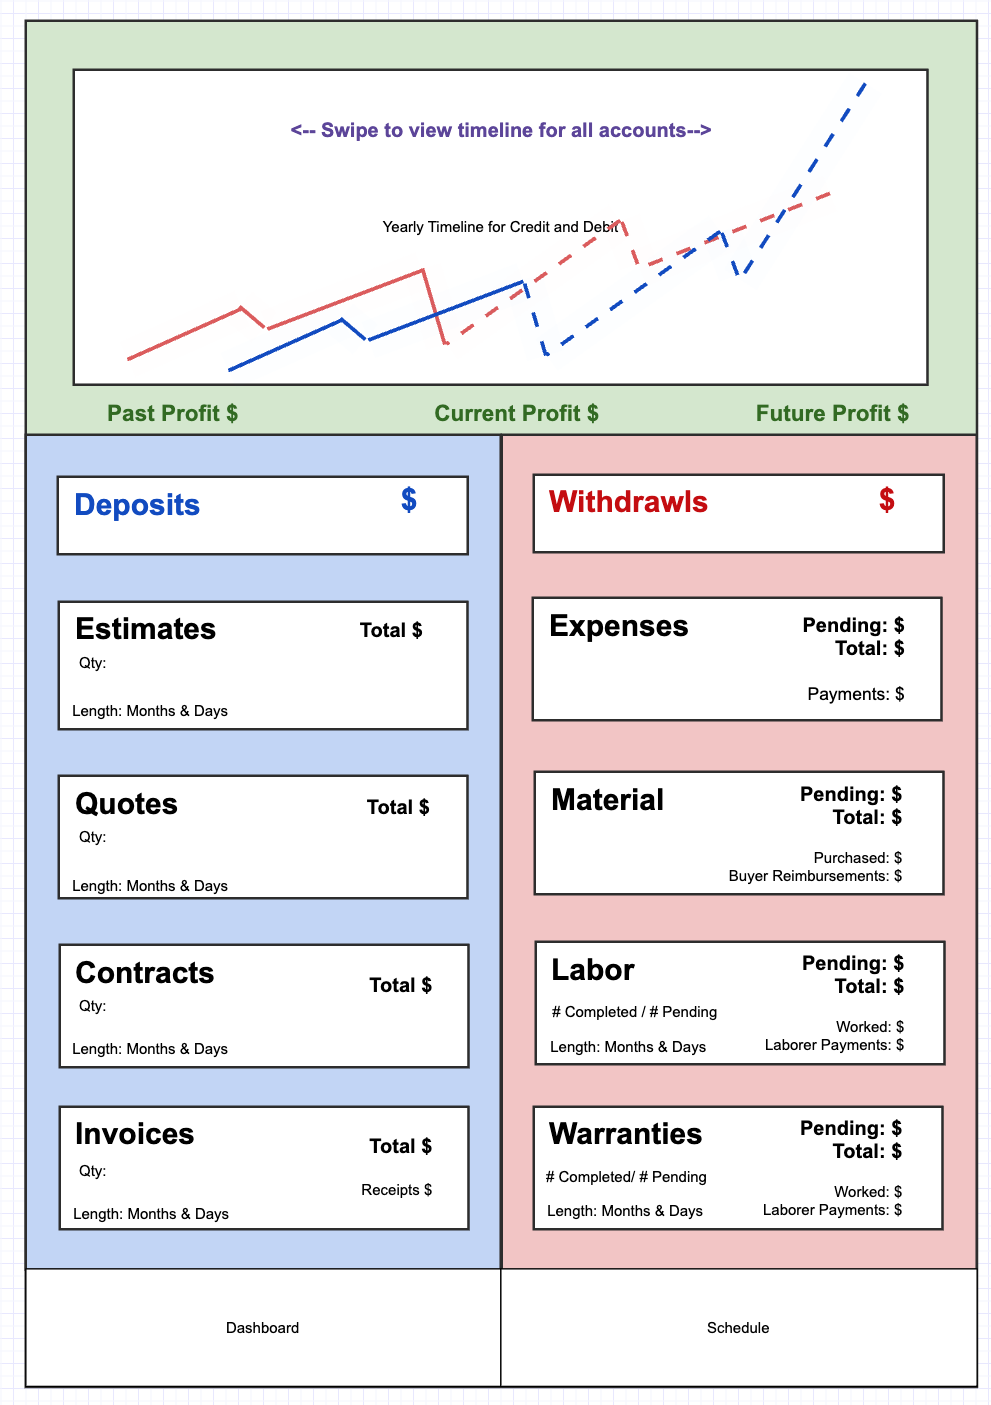 <-- Swipe to view timeline for all accounts-->
Yearly Timeline for Credit and Debit
Past Profit $
Current Profit $
Future Profit $
Deposits
$
Estimates
Total $
Qty:
Length: Months & Days
Quotes
Total $
Qty:
Length: Months & Days
Contracts
Total $
Qty:
Length: Months & Days
Invoices
Total $
Qty:
Receipts $
Length: Months & Days
Withdrawls
$
Expenses
Pending: $
Total: $
Payments: $
Material
Pending: $
Total: $
Purchased: $
Buyer Reimbursements: $
Labor
Pending: $
Total: $
# Completed / # Pending
Worked: $
Length: Months & Days
Laborer Payments: $
Warranties
Pending: $
Total: $
# Completed/ # Pending
Worked: $
Length: Months & Days
Laborer Payments: $
Dashboard
Schedule